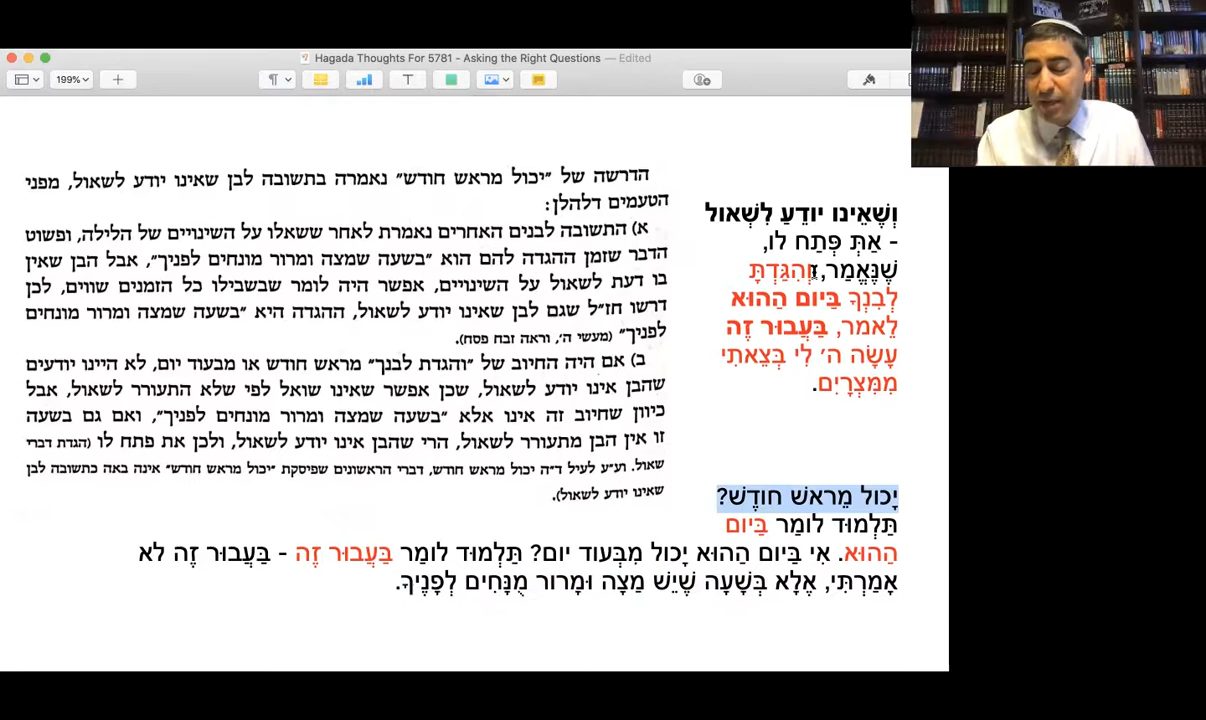 Hagada Thoughts For 5781 - Asking the Right Questions — Edited
199%
וְשֶׁאֵינוֹ יוֹדֵעַ לִשְׁאוֹל
- אַתְּ פְּתַח לוֹ,
שֶׁנֶּאֱמַר, וְהִגַּדְתָּ
לְבִנְךָ בַּיּוֹם הַהוּא
לֵאמֹר, בַּעֲבוּר זֶה
עָשָׂה ה׳ לִי בְּצֵאתִי
מִמִּצְרָיִם.
יָכוֹל מֵרֹאשׁ חוֹדֶשׁ?
תַּלְמוּד לוֹמַר בַּיּוֹם
הַהוּא. אִי בַּיּוֹם הַהוּא יָכוֹל מִבְּעוֹד יוֹם? תַּלְמוּד לוֹמַר בַּעֲבוּר זֶה - בַּעֲבוּר זֶה לֹא
אָמַרְתִּי, אֶלָא בְּשָׁעָה שֶׁיֵּשׁ מַצָּה וּמָרוֹר מֻנָּחִים לְפָנֶיךָ.
הדרשה של ״יכול מראש חודש״ נאמרה בתשובה לבן שאינו יודע לשאול, מפני
הטעמים דלהלן:
א) התשובה לבנים האחרים נאמרת לאחר ששאלו על השינויים של הלילה, ופשוט
הדבר שזמן ההגדה להם הוא ״בשעה שמצה ומרור מונחים לפניך״, אבל הבן שאין
בו דעת לשאול על השינויים, אפשר היה לומר שבשבילו כל הזמנים שווים, לכן
דרשו חז״ל שגם לבן שאינו יודע לשאול, ההגדה היא ״בשעה שמצה ומרור מונחים
לפניך״ (מעשי ה׳, וראה זבח פסח).
ב) אם היה החיוב של ״והגדת לבנך״ מראש חודש או מבעוד יום, לא היינו יודעים
שהבן אינו יודע לשאול, שכן אפשר שאינו שואל לפי שלא התעורר לשאול, אבל
כיוון שחיוב זה אינו אלא ״בשעה שמצה ומרור מונחים לפניך״, ואם גם בשעה
זו אין הבן מתעורר לשאול, הרי שהבן אינו יודע לשאול, ולכן את פתח לו (הגדת דברי
שאול. וע״ע לעיל ד״ה יכול מראש חודש, דברי הראשונים שפיסקת ״יכול מראש חודש״ אינה באה כתשובה לבן
שאינו יודע לשאול).